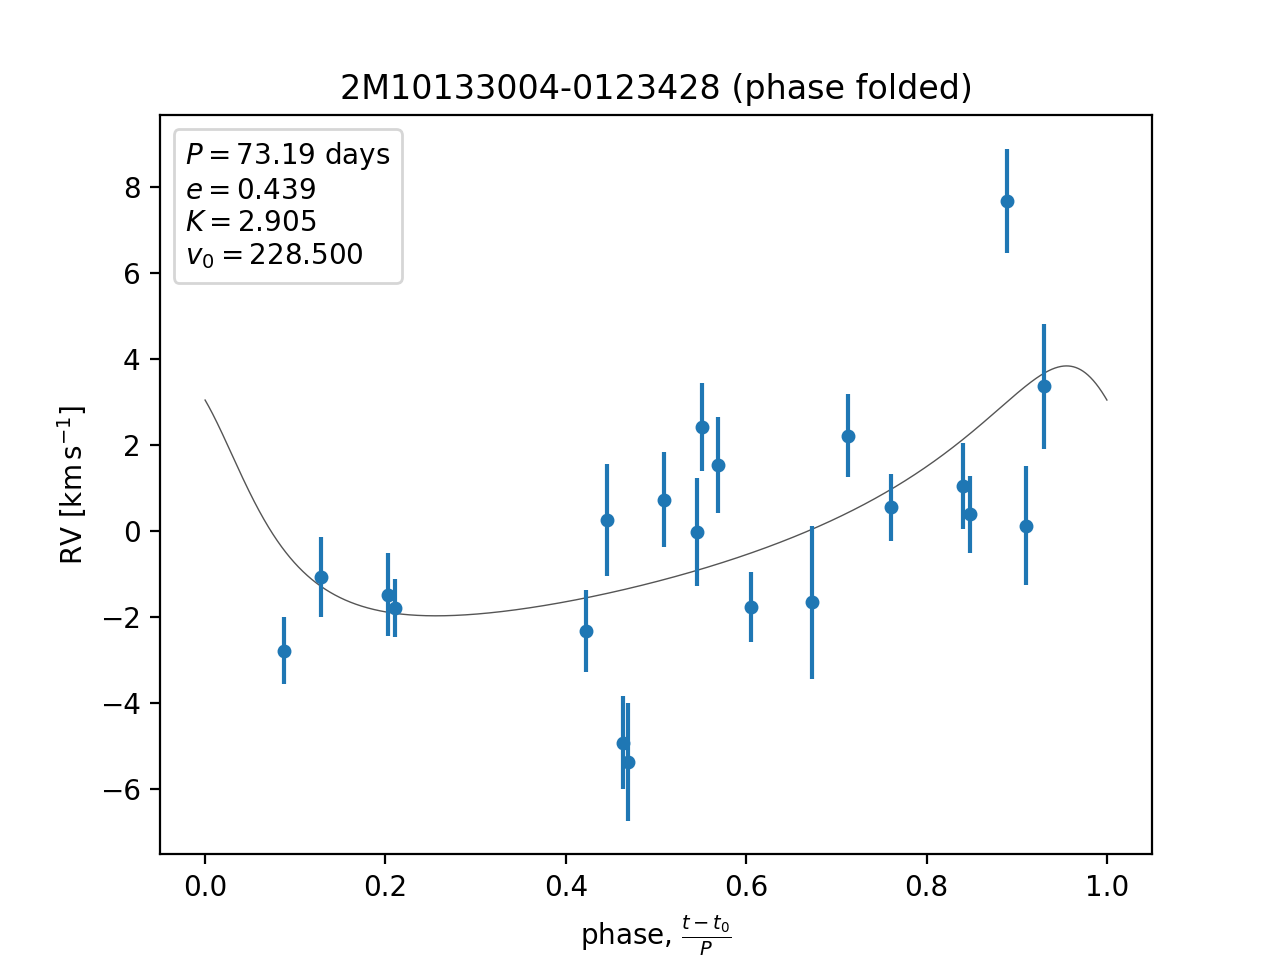 2M10133004-0123428 (phase folded)
P = 73.19 days
e = 0.439
K = 2.905
v₀ = 228.500
RV [km s⁻¹]
8
6
4
2
0
−2
−4
−6
0.0 0.2 0.4 0.6 0.8 1.0
phase, (t − t₀)/P